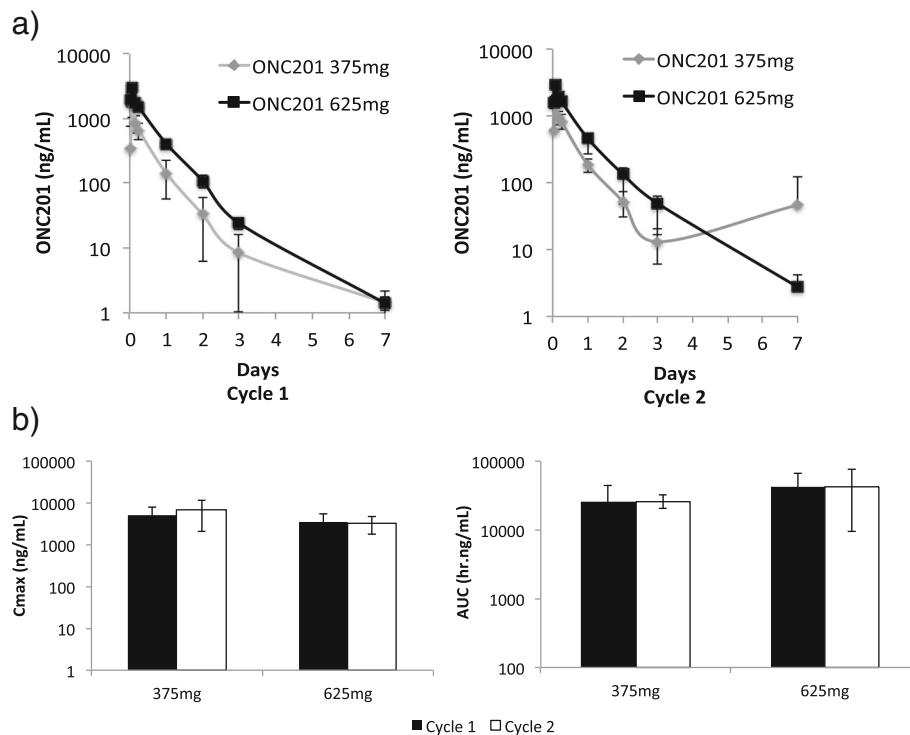 a)
ONC201 (ng/mL)
10000
1000
100
10
1
ONC201 375mg
ONC201 625mg
0 1 2 3 4 5 6 7
Days
Cycle 1
ONC201 (ng/mL)
10000
1000
100
10
1
ONC201 375mg
ONC201 625mg
0 1 2 3 4 5 6 7
Days
Cycle 2
b)
Cmax (ng/mL)
100000
10000
1000
100
10
1
375mg 625mg
AUC (hr.ng/mL)
100000
10000
1000
100
375mg 625mg
Cycle 1 Cycle 2